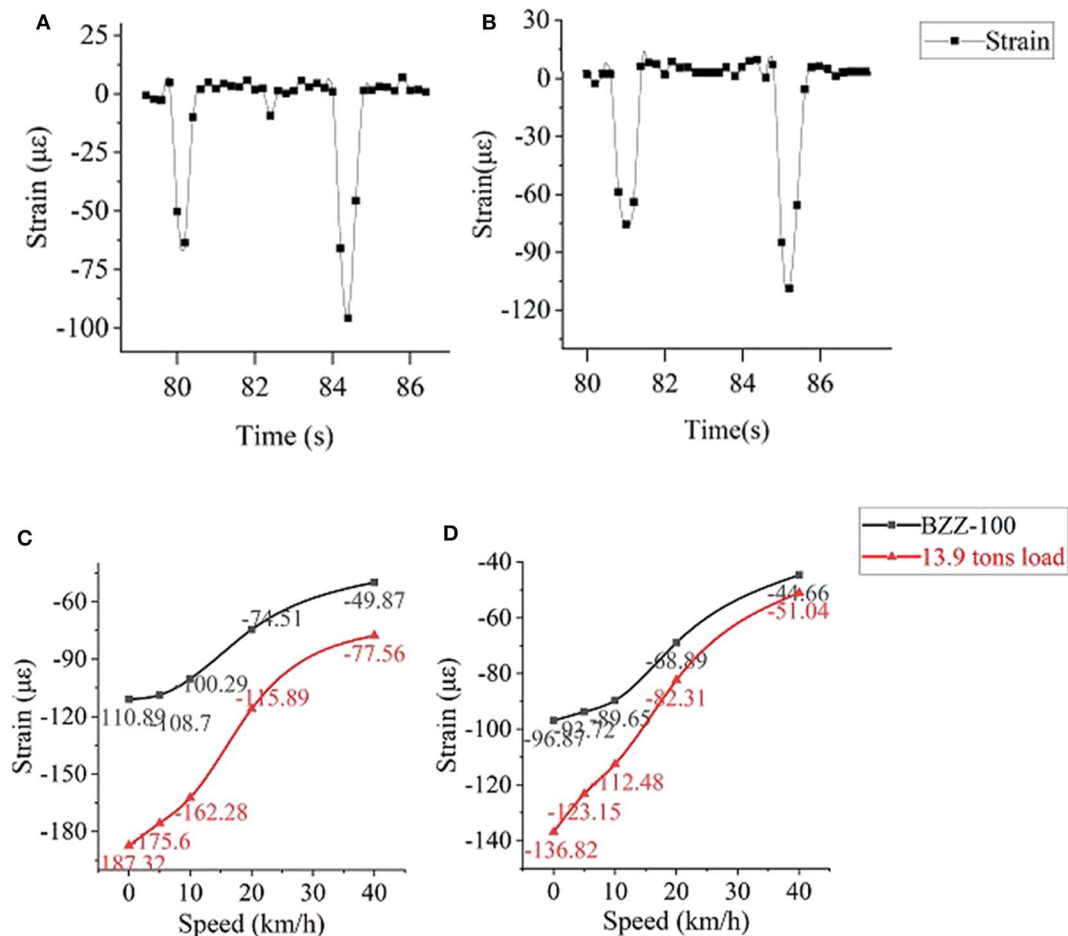 A
25
0
-25
-50
-75
-100
Strain (με)
80 82 84 86
Time (s)
B
30
0
-30
-60
-90
-120
Strain(με)
80 82 84 86
Time(s)
Strain
C
-60
-90
-120
-150
-180
Strain (με)
110.89
-108.7
100.29
-74.51
-49.87
187.32
-175.6
-162.28
-115.89
-77.56
0 10 20 30 40
Speed (km/h)
D
-40
-60
-80
-100
-120
-140
Strain (με)
-96.87
-93.72
-89.65
-68.89
-44.66
-136.82
-123.15
-112.48
-82.31
-51.04
0 10 20 30 40
Speed (km/h)
BZZ-100
13.9 tons load